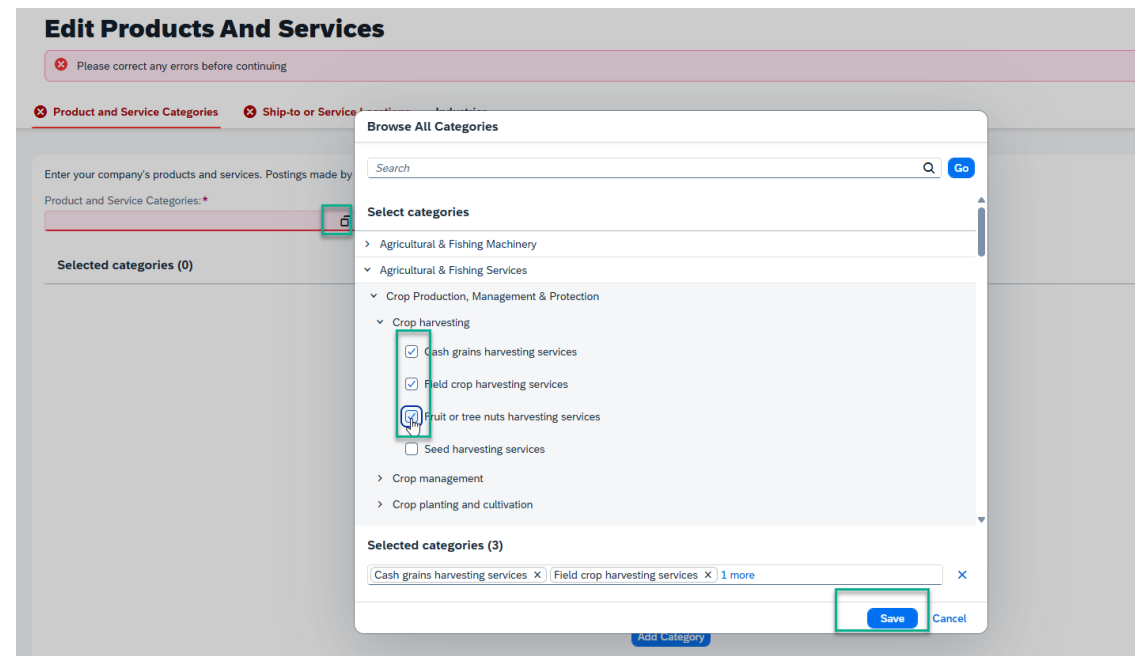 Edit Products And Services
Please correct any errors before continuing
Product and Service Categories
Ship-to or Service
Enter your company's products and services. Postings made by
Product and Service Categories:*
Selected categories (0)
Browse All Categories
Search
Go
Select categories
Agricultural & Fishing Machinery
Agricultural & Fishing Services
Crop Production, Management & Protection
Crop harvesting
Cash grains harvesting services
Field crop harvesting services
Fruit or tree nuts harvesting services
Seed harvesting services
Crop management
Crop planting and cultivation
Selected categories (3)
Cash grains harvesting services × Field crop harvesting services × 1 more
Save Cancel
Add Category